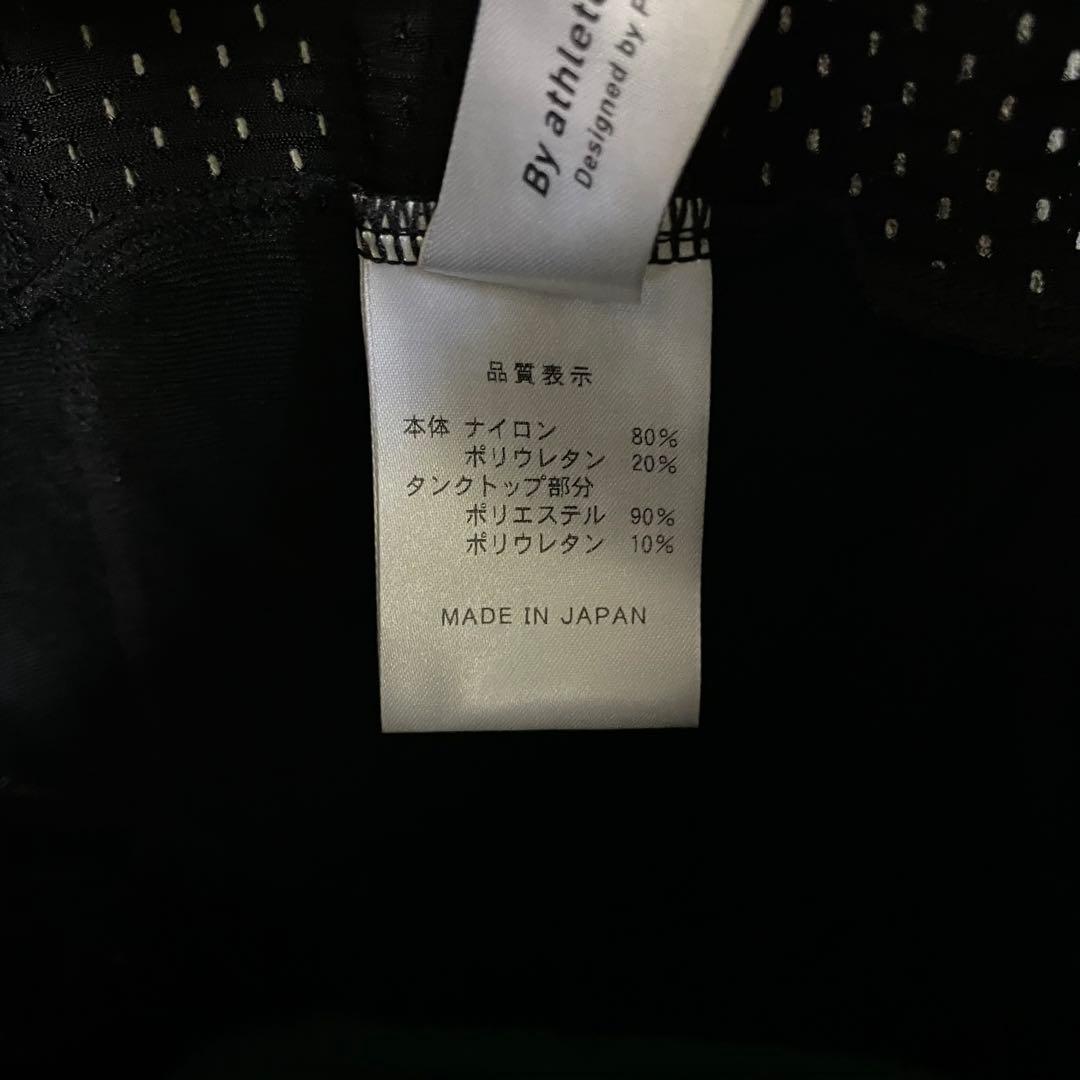 By athlete
Designed by
品質表示
本体 ナイロン 80%
ポリウレタン 20%
タンクトップ部分
ポリエステル 90%
ポリウレタン 10%
MADE IN JAPAN